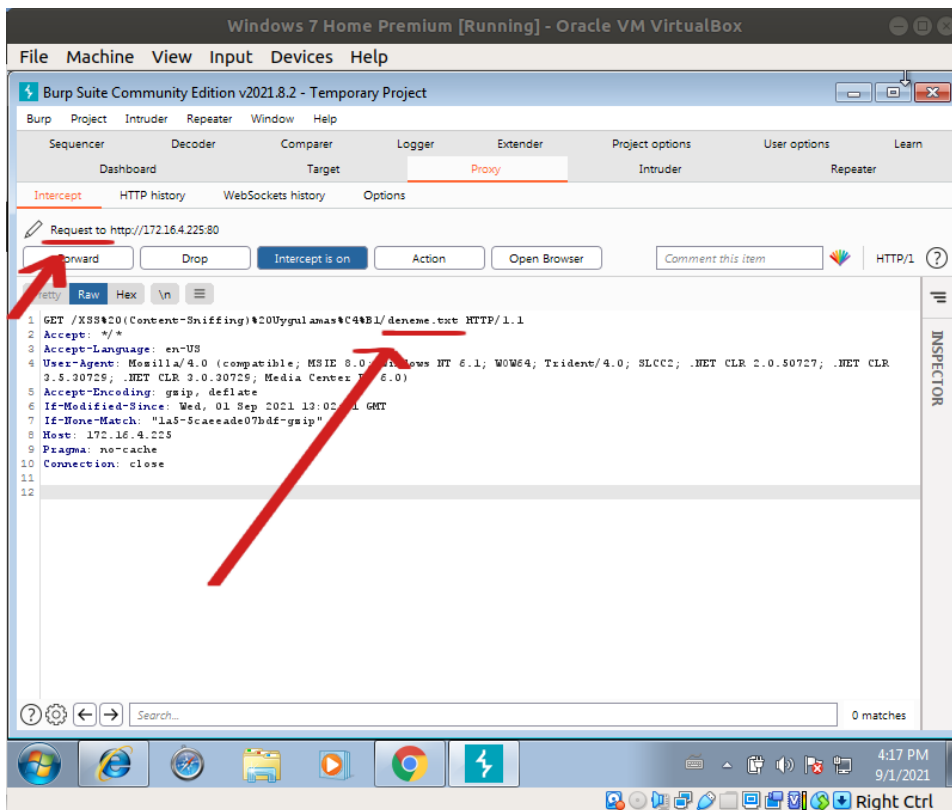 Windows 7 Home Premium [Running] - Oracle VM VirtualBox
File Machine View Input Devices Help
Burp Suite Community Edition v2021.8.2 - Temporary Project
Burp Project Intruder Repeater Window Help
Sequencer Decoder Comparer Logger Extender Project options User options Learn
Dashboard Target Proxy Intruder Repeater
Intercept HTTP history WebSockets history Options
Request to http://172.16.4.225:80
Forward Drop Intercept is on Action Open Browser Comment this item HTTP/1 ?
Pretty Raw Hex \n
INSPECTOR
1 GET /XSS%20(Content-Sniffing)%20Uygulamas%C4%B1/deneme.txt HTTP/1.1
2 Accept: */*
3 Accept-Language: en-US
4 User-Agent: Mozilla/4.0 (compatible; MSIE 8.0; Windows NT 6.1; WOW64; Trident/4.0; SLCC2; .NET CLR 2.0.50727; .NET CLR
3.5.30729; .NET CLR 3.0.30729; Media Center 6.0)
5 Accept-Encoding: gzip, deflate
6 If-Modified-Since: Wed, 01 Sep 2021 GMT
7 If-None-Match: "1a5-5caeeade07bdf-gzip"
8 Host: 172.16.4.225
9 Pragma: no-cache
10 Connection: close
11
12
? Search... 0 matches
4:17 PM
9/1/2021
Right Ctrl